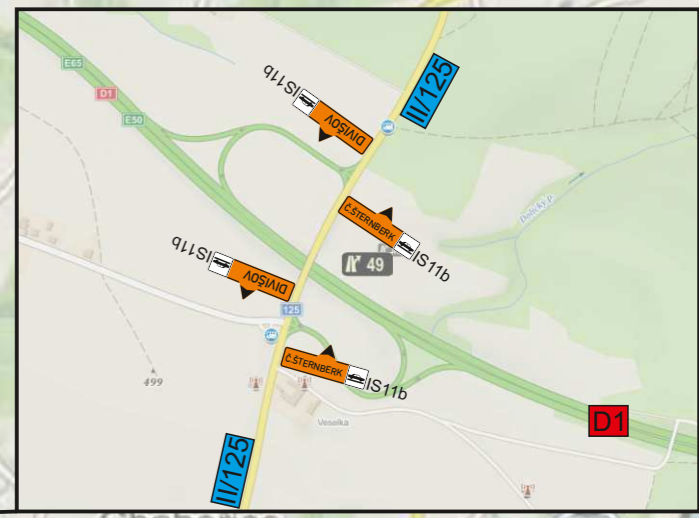 E65
D1
E50
II/125
IS11b
DIVIŠOV
Č.ŠTERNBERK
IS11b
49
Dolický P.
IS11b
DIVIŠOV
125
Č.ŠTERNBERK
IS11b
499
D1
Veselka
II/125